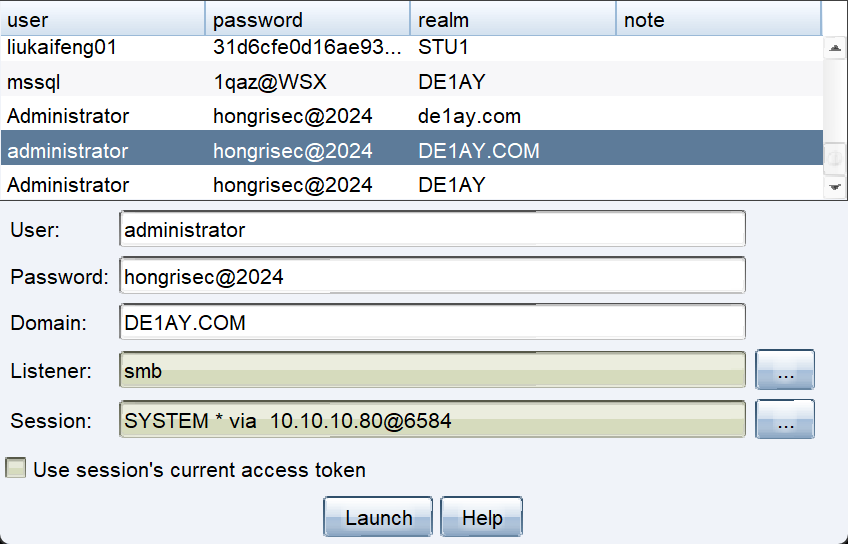 user password realm note
liukaifeng01 31d6cfe0d16ae93... STU1
mssql 1qaz@WSX DE1AY
Administrator hongrisec@2024 de1ay.com
administrator hongrisec@2024 DE1AY.COM
Administrator hongrisec@2024 DE1AY
User: administrator
Password: hongrisec@2024
Domain: DE1AY.COM
Listener: smb ...
Session: SYSTEM * via 10.10.10.80@6584 ...
Use session's current access token
Launch Help